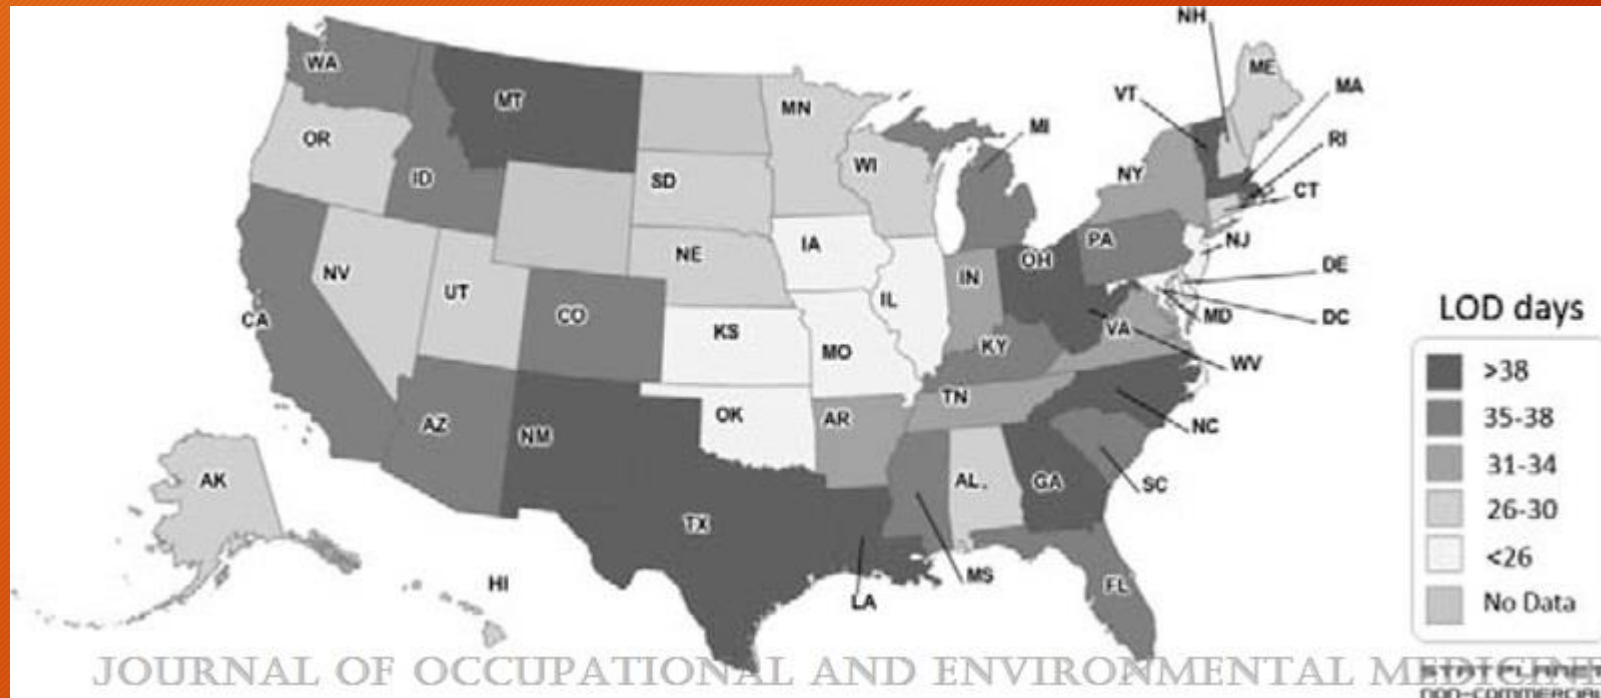 NH
ME
WA
MT
MN
VT
MA
OR
MI
RI
WI
NY
ID
SD
CT
IA
PA
NJ
NE
OH
NV
IN
DE
UT
IL
CO
CA
MD
DC
KS
VA
KY
MO
WV
TN
OK
AR
AZ
NM
NC
AK
AL.
GA
SC
TX
HI
MS
FL
LA
LOD days
>38
35-38
31-34
26-30
<26
No Data
JOURNAL OF OCCUPATIONAL AND ENVIRONMENTAL MEDICINE
STATPLANET
non-commercial